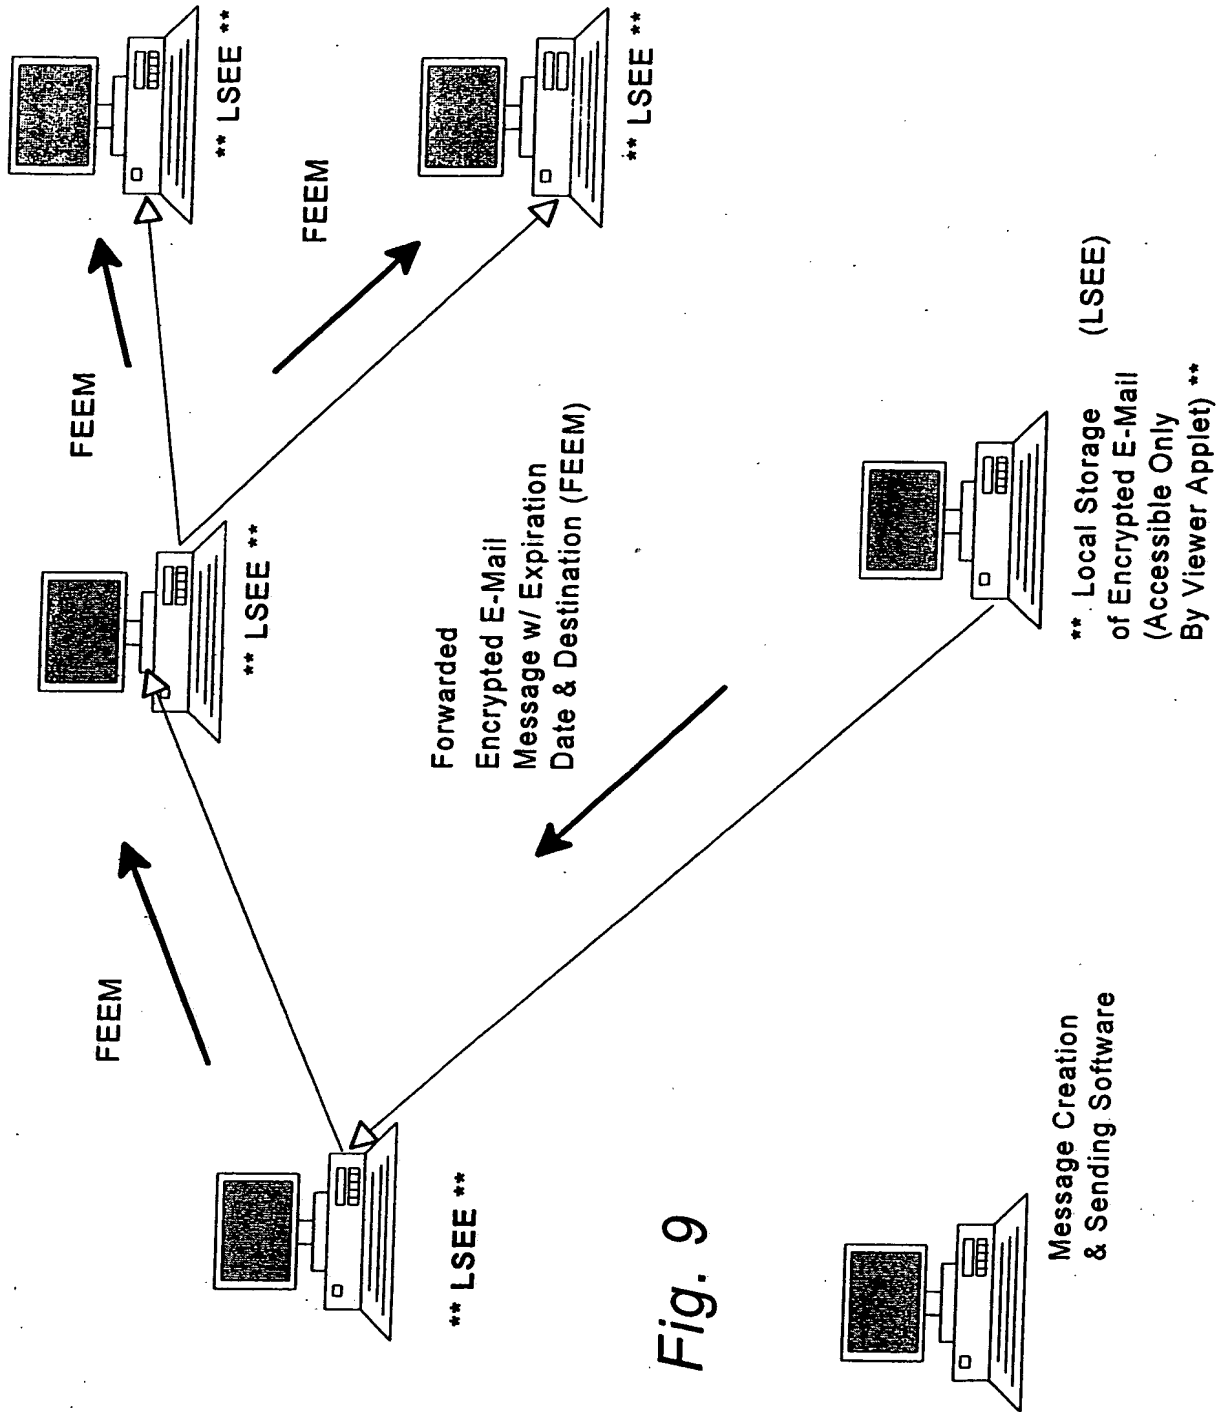 FEEM
** LSEE **
FEEM
** LSEE **
FEEM
** LSEE **
** LSEE **
Forwarded
Encrypted E-Mail
Message w/ Expiration
Date & Destination (FEEM)
Fig. 9
Message Creation
& Sending Software
** Local Storage (LSEE)
of Encrypted E-Mail
(Accessible Only
By Viewer Applet) **